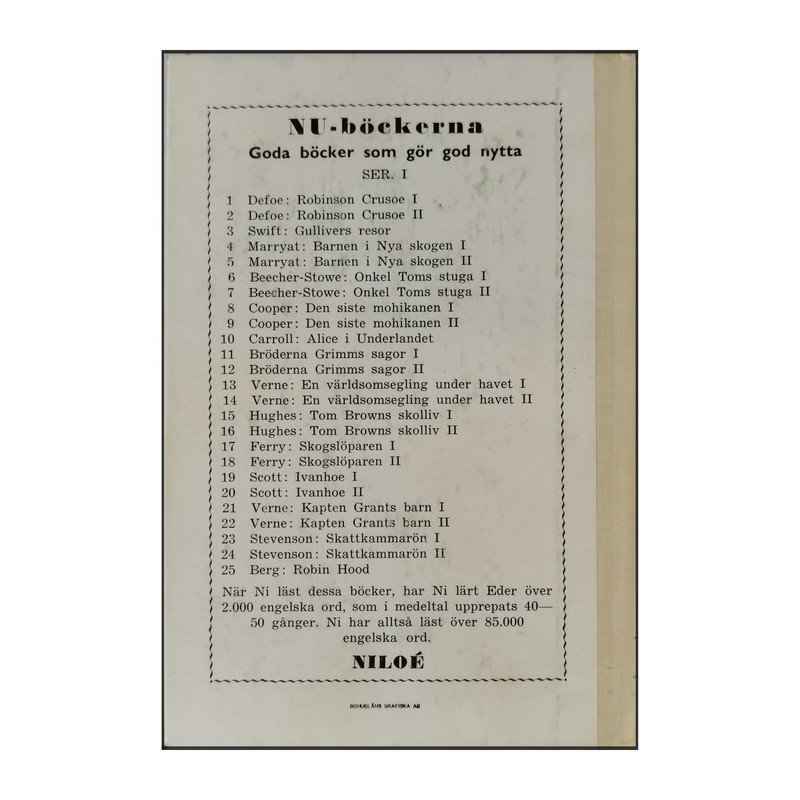 NU-böckerna
Goda böcker som gör god nytta
SER. I
1 Defoe: Robinson Crusoe I
2 Defoe: Robinson Crusoe II
3 Swift: Gullivers resor
4 Marryat: Barnen i Nya skogen I
5 Marryat: Barnen i Nya skogen II
6 Beecher-Stowe: Onkel Toms stuga I
7 Beecher-Stowe: Onkel Toms stuga II
8 Cooper: Den siste mohikanen I
9 Cooper: Den siste mohikanen II
10 Carroll: Alice i Underlandet
11 Bröderna Grimms sagor I
12 Bröderna Grimms sagor II
13 Verne: En världsomsegling under havet I
14 Verne: En världsomsegling under havet II
15 Hughes: Tom Browns skolliv I
16 Hughes: Tom Browns skolliv II
17 Ferry: Skogslöparen I
18 Ferry: Skogslöparen II
19 Scott: Ivanhoe I
20 Scott: Ivanhoe II
21 Verne: Kapten Grants barn I
22 Verne: Kapten Grants barn II
23 Stevenson: Skattkammarön I
24 Stevenson: Skattkammarön II
25 Berg: Robin Hood
När Ni läst dessa böcker, har Ni lärt Eder över
2.000 engelska ord, som i medeltal upprepats 40—
50 gånger. Ni har alltså läst över 85.000
engelska ord.
NILOÉ
BOHUSLÄNS GRAFISKA AB